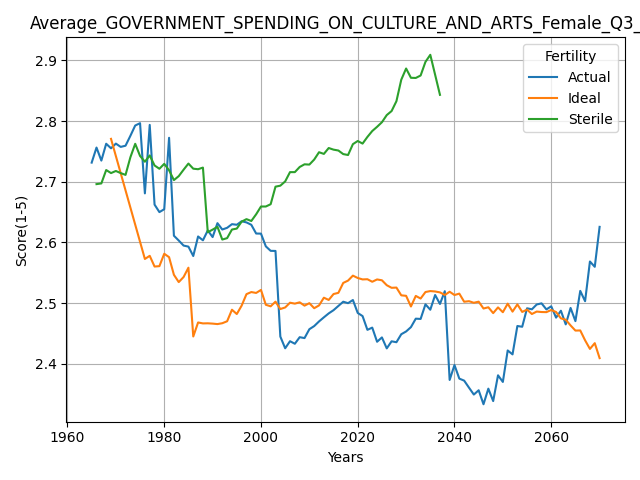 Average_GOVERNMENT_SPENDING_ON_CULTURE_AND_ARTS_Female_Q3_
Fertility
Actual
Ideal
Sterile
Score(1-5)
2.9
2.8
2.7
2.6
2.5
2.4
1960 1980 2000 2020 2040 2060
Years